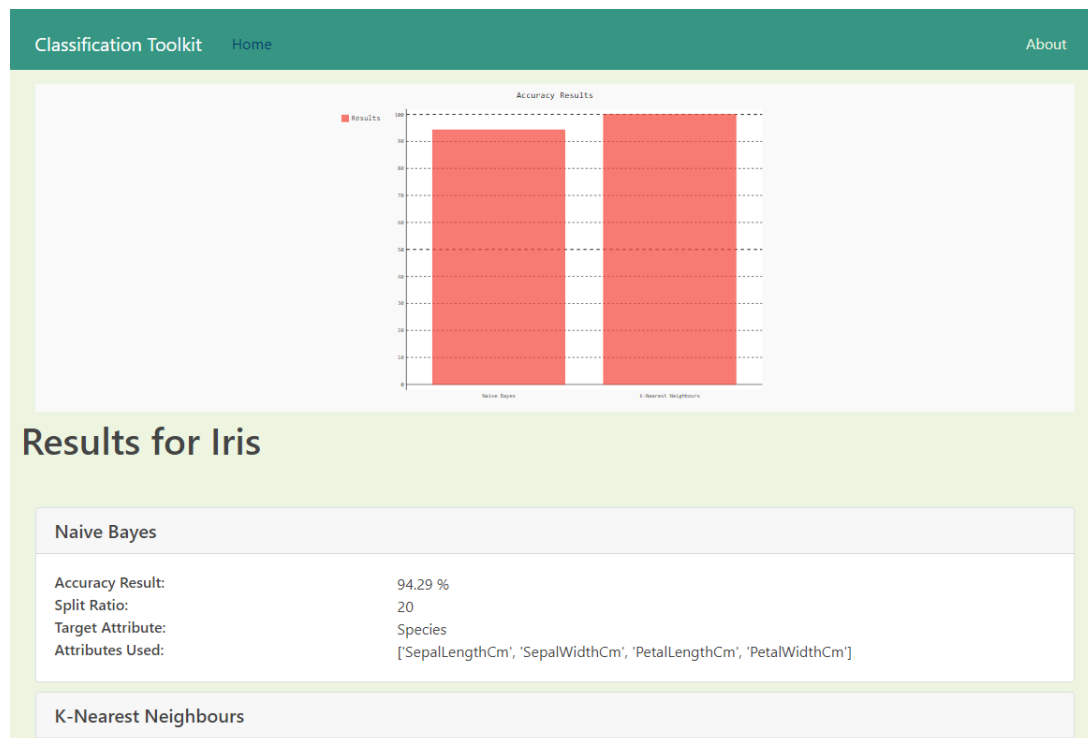 Classification Toolkit Home About
Accuracy Results
Results
100
90
80
70
60
50
40
30
20
10
0
Naive Bayes K-Nearest Neighbours
Results for Iris
Naive Bayes
Accuracy Result: 94.29 %
Split Ratio: 20
Target Attribute: Species
Attributes Used: ['SepalLengthCm', 'SepalWidthCm', 'PetalLengthCm', 'PetalWidthCm']
K-Nearest Neighbours